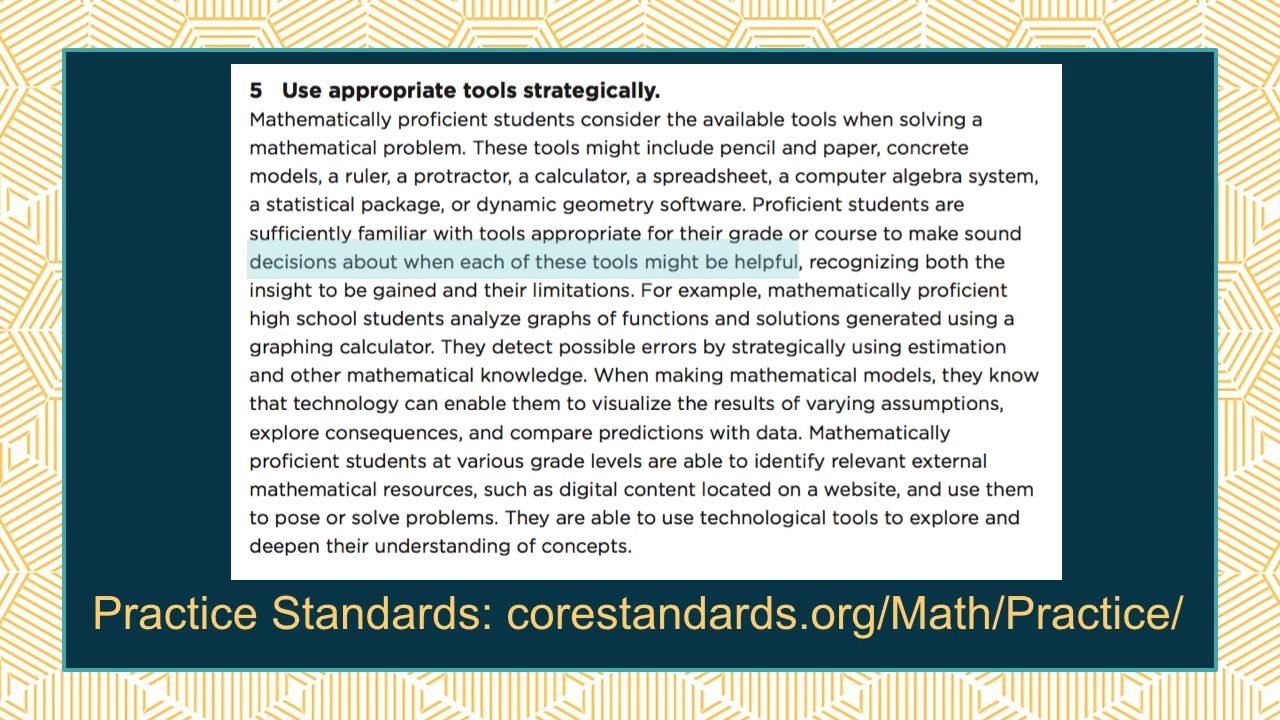 5 Use appropriate tools strategically.
Mathematically proficient students consider the available tools when solving a
mathematical problem. These tools might include pencil and paper, concrete
models, a ruler, a protractor, a calculator, a spreadsheet, a computer algebra system,
a statistical package, or dynamic geometry software. Proficient students are
sufficiently familiar with tools appropriate for their grade or course to make sound
decisions about when each of these tools might be helpful, recognizing both the
insight to be gained and their limitations. For example, mathematically proficient
high school students analyze graphs of functions and solutions generated using a
graphing calculator. They detect possible errors by strategically using estimation
and other mathematical knowledge. When making mathematical models, they know
that technology can enable them to visualize the results of varying assumptions,
explore consequences, and compare predictions with data. Mathematically
proficient students at various grade levels are able to identify relevant external
mathematical resources, such as digital content located on a website, and use them
to pose or solve problems. They are able to use technological tools to explore and
deepen their understanding of concepts.
Practice Standards: corestandards.org/Math/Practice/